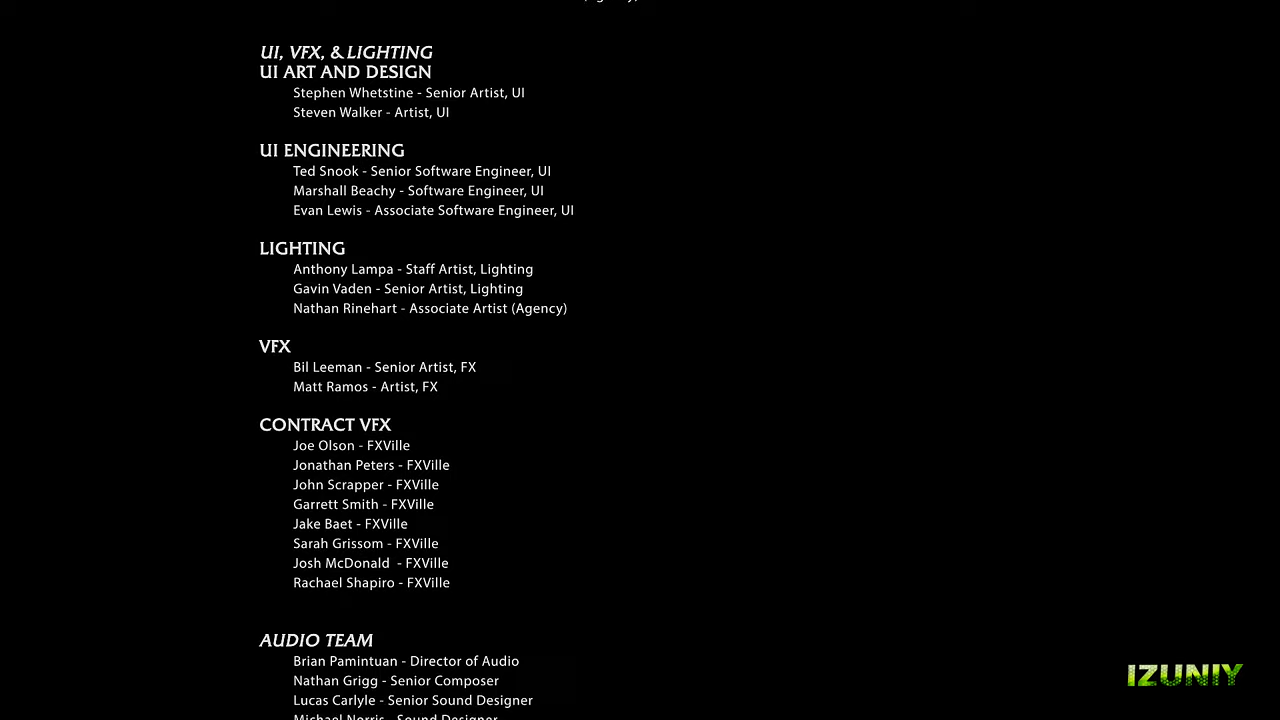 UI, VFX, & LIGHTING
UI ART AND DESIGN
Stephen Whetstine - Senior Artist, UI
Steven Walker - Artist, UI
UI ENGINEERING
Ted Snook - Senior Software Engineer, UI
Marshall Beachy - Software Engineer, UI
Evan Lewis - Associate Software Engineer, UI
LIGHTING
Anthony Lampa - Staff Artist, Lighting
Gavin Vaden - Senior Artist, Lighting
Nathan Rinehart - Associate Artist (Agency)
VFX
Bil Leeman - Senior Artist, FX
Matt Ramos - Artist, FX
CONTRACT VFX
Joe Olson - FXVille
Jonathan Peters - FXVille
John Scrapper - FXVille
Garrett Smith - FXVille
Jake Baet - FXVille
Sarah Grissom - FXVille
Josh McDonald  - FXVille
Rachael Shapiro - FXVille
AUDIO TEAM
Brian Pamintuan - Director of Audio
Nathan Grigg - Senior Composer
Lucas Carlyle - Senior Sound Designer
Michael Norris - Sound Designer
IZUNIY